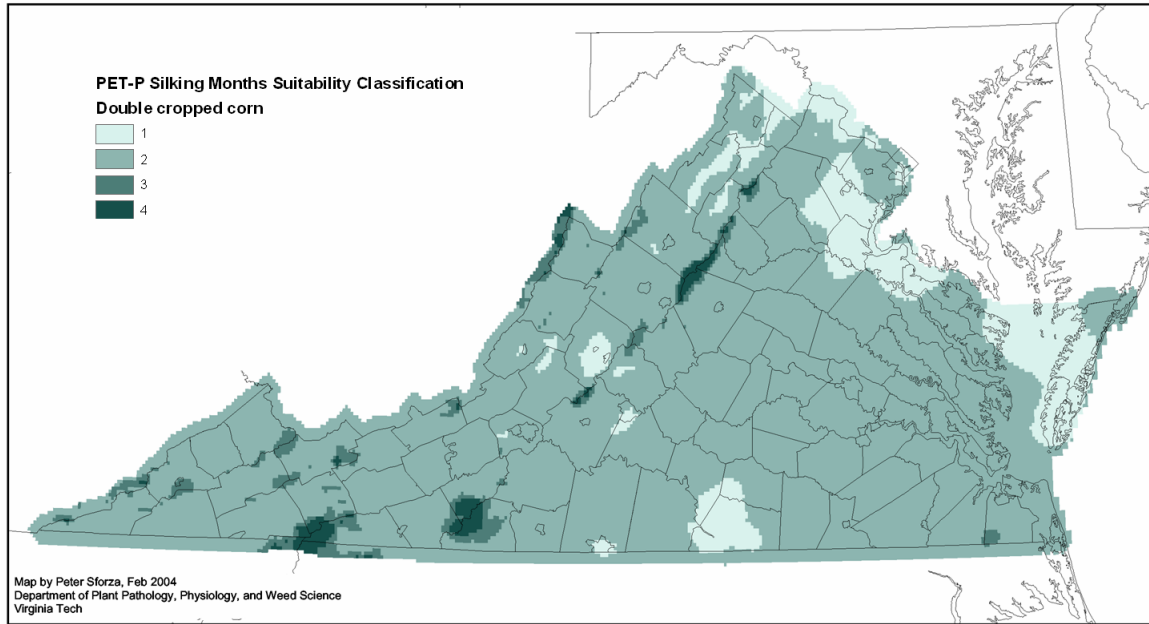 PET-P Silking Months Suitability Classification
Double cropped corn
1
2
3
4
Map by Peter Sforza, Feb 2004
Department of Plant Pathology, Physiology, and Weed Science
Virginia Tech